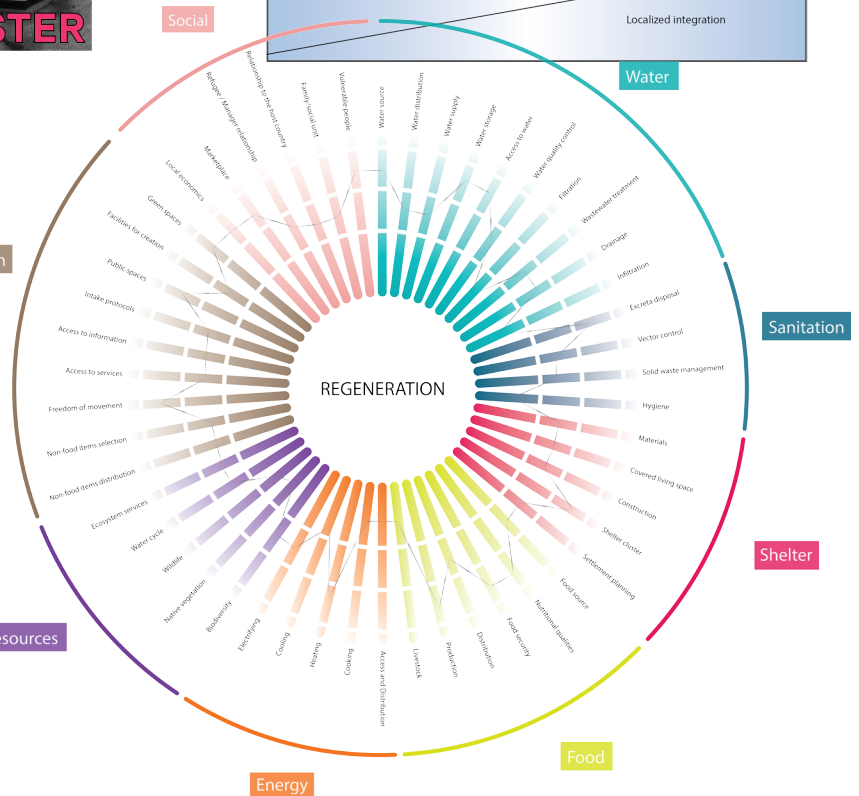 STER
Social
Localized integration
Water
Sanitation
Shelter
Food
Energy
esources
n
REGENERATION
Water source
Water distribution
Water supply
Water storage
Access to water
Water quality control
Filtration
Wastewater treatment
Drainage
Infiltration
Excreta disposal
Vector control
Solid waste management
Hygiene
Materials
Covered living space
Construction
Shelter cluster
Settlement planning
Food source
Nutritional qualities
Food security
Distribution
Production
Livestock
Access and Distribution
Cooking
Heating
Cooling
Electrifying
Biodiversity
Native vegetation
Wildlife
Water cycle
Ecosystem services
Non-food items distribution
Non-food items selection
Freedom of movement
Access to services
Access to information
Intake protocols
Public spaces
Facilities for creation
Green spaces
Local economics
Marketplace
Refugee / Manager relationship
Relationship to the host country
Family/social unit
Vulnerable people